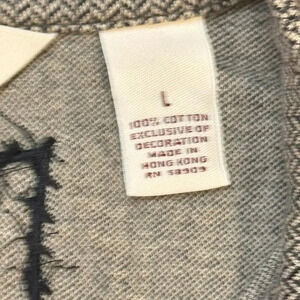 L
100% COTTON
EXCLUSIVE OF
DECORATION
MADE IN
HONG KONG
RN 58909